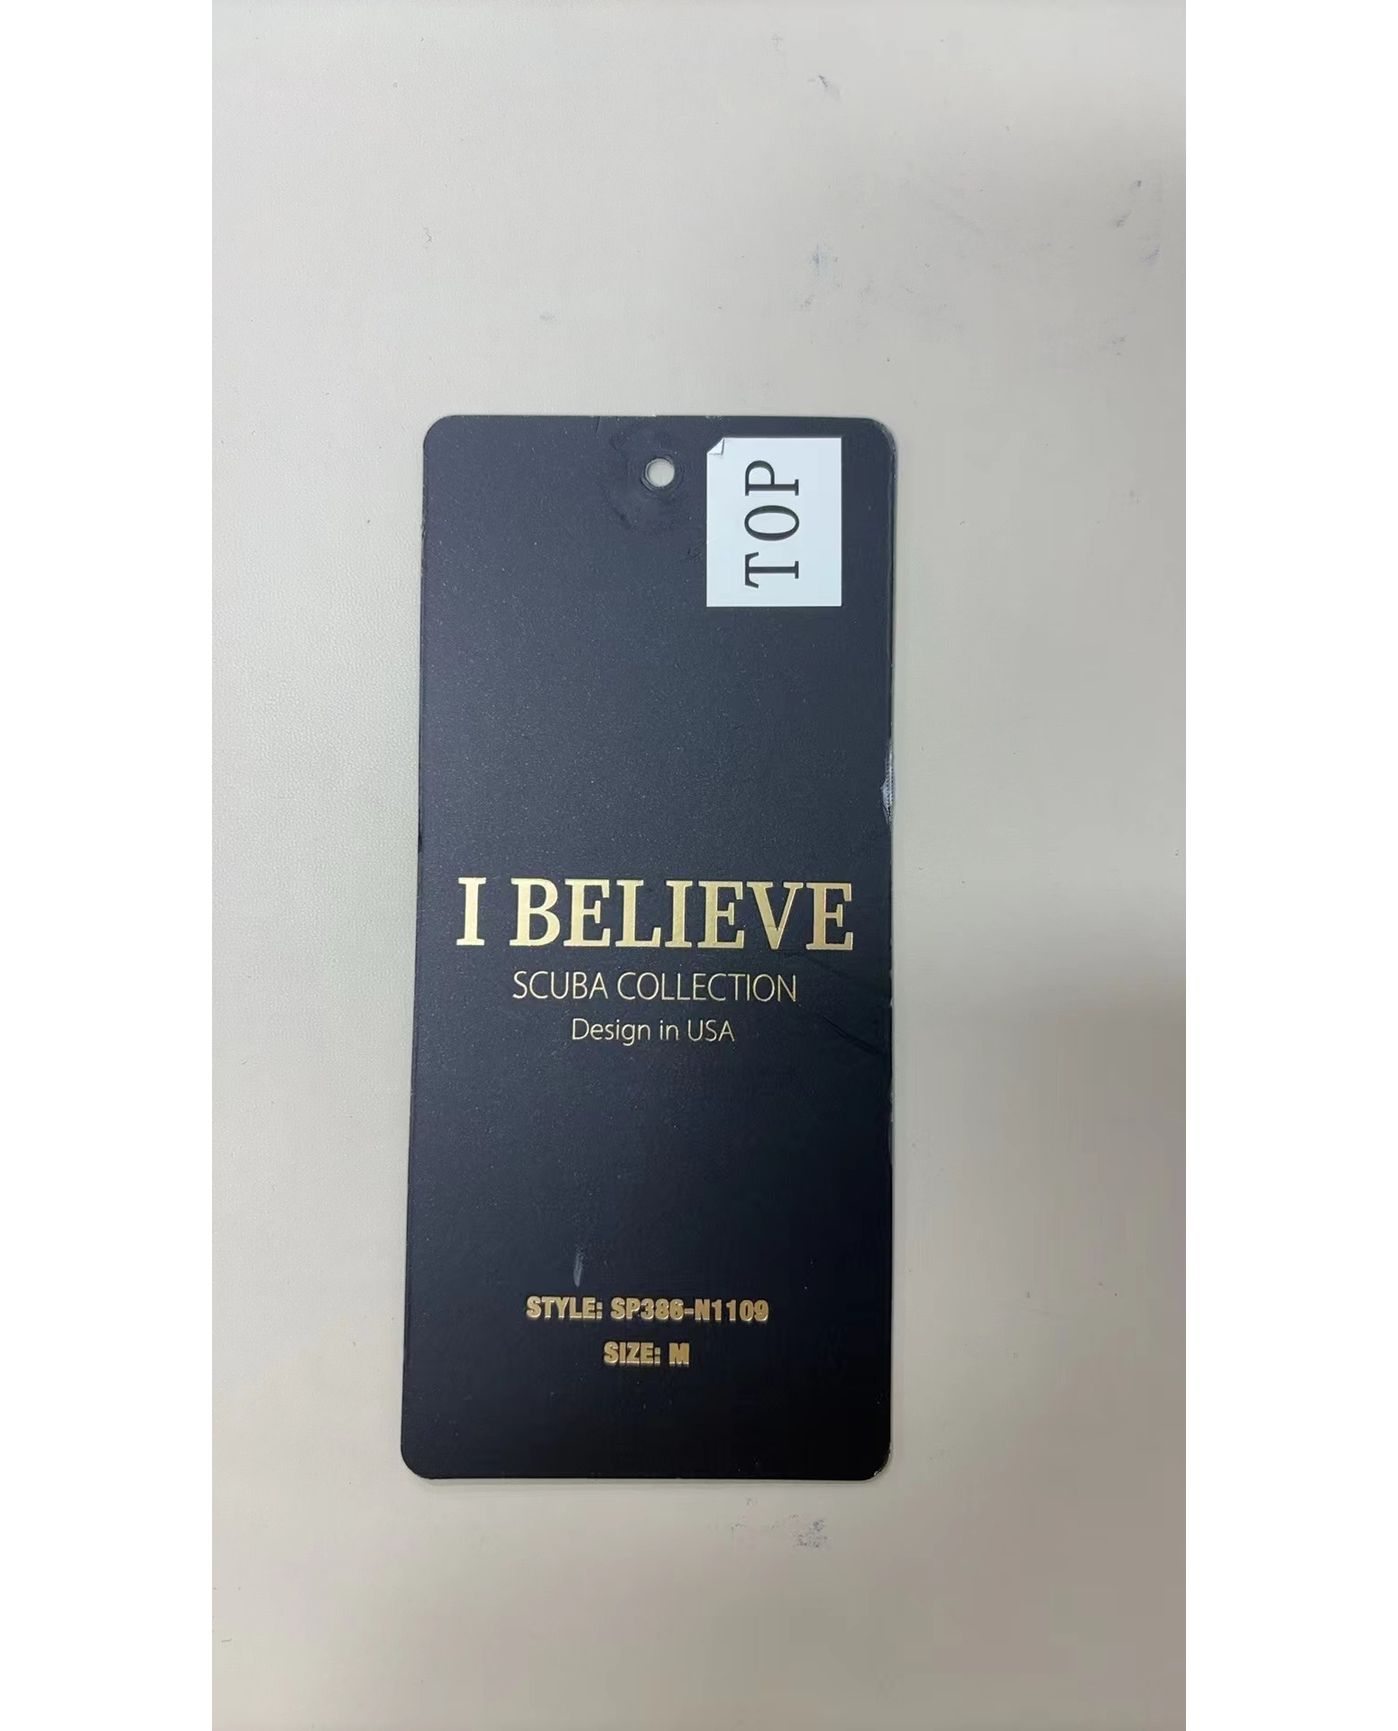 TOP
I BELIEVE
SCUBA COLLECTION
Design in USA
STYLE: SP386-N1109
SIZE: M